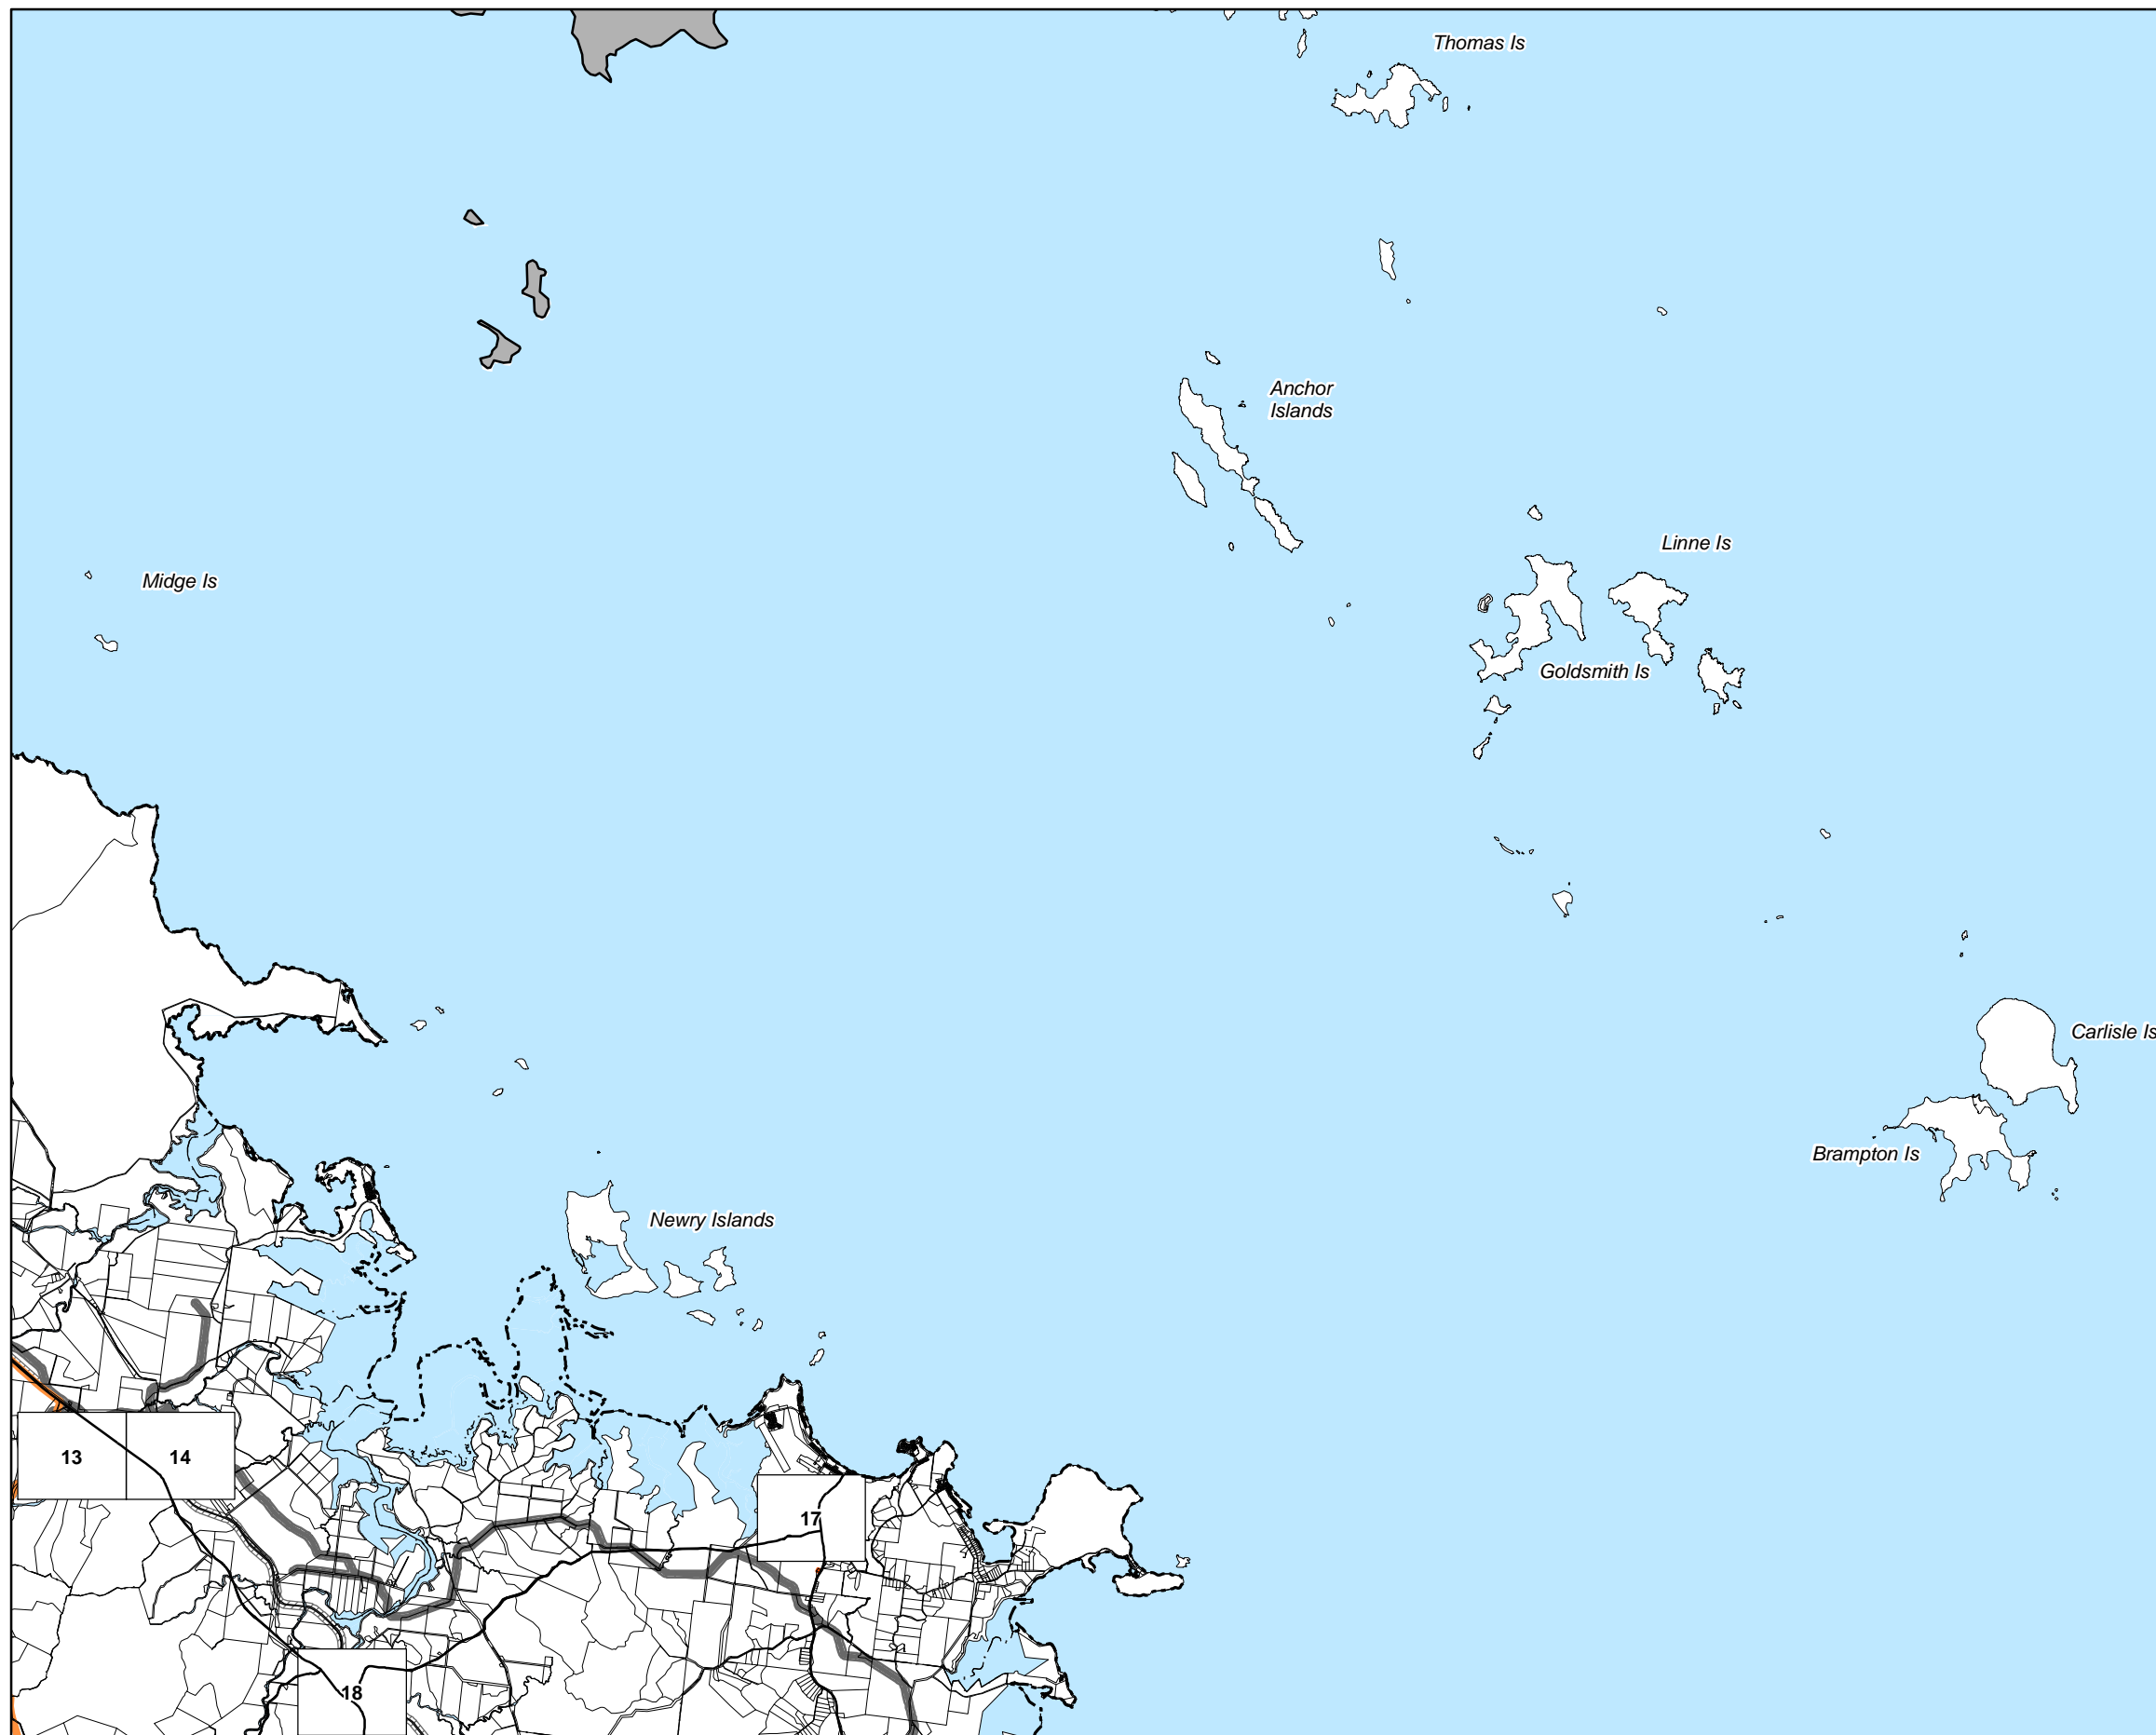 Thomas Is
Anchor
Islands
Linne Is
Midge Is
Goldsmith Is
Carlisle Is
Brampton Is
Newry Islands
13
14
17
18